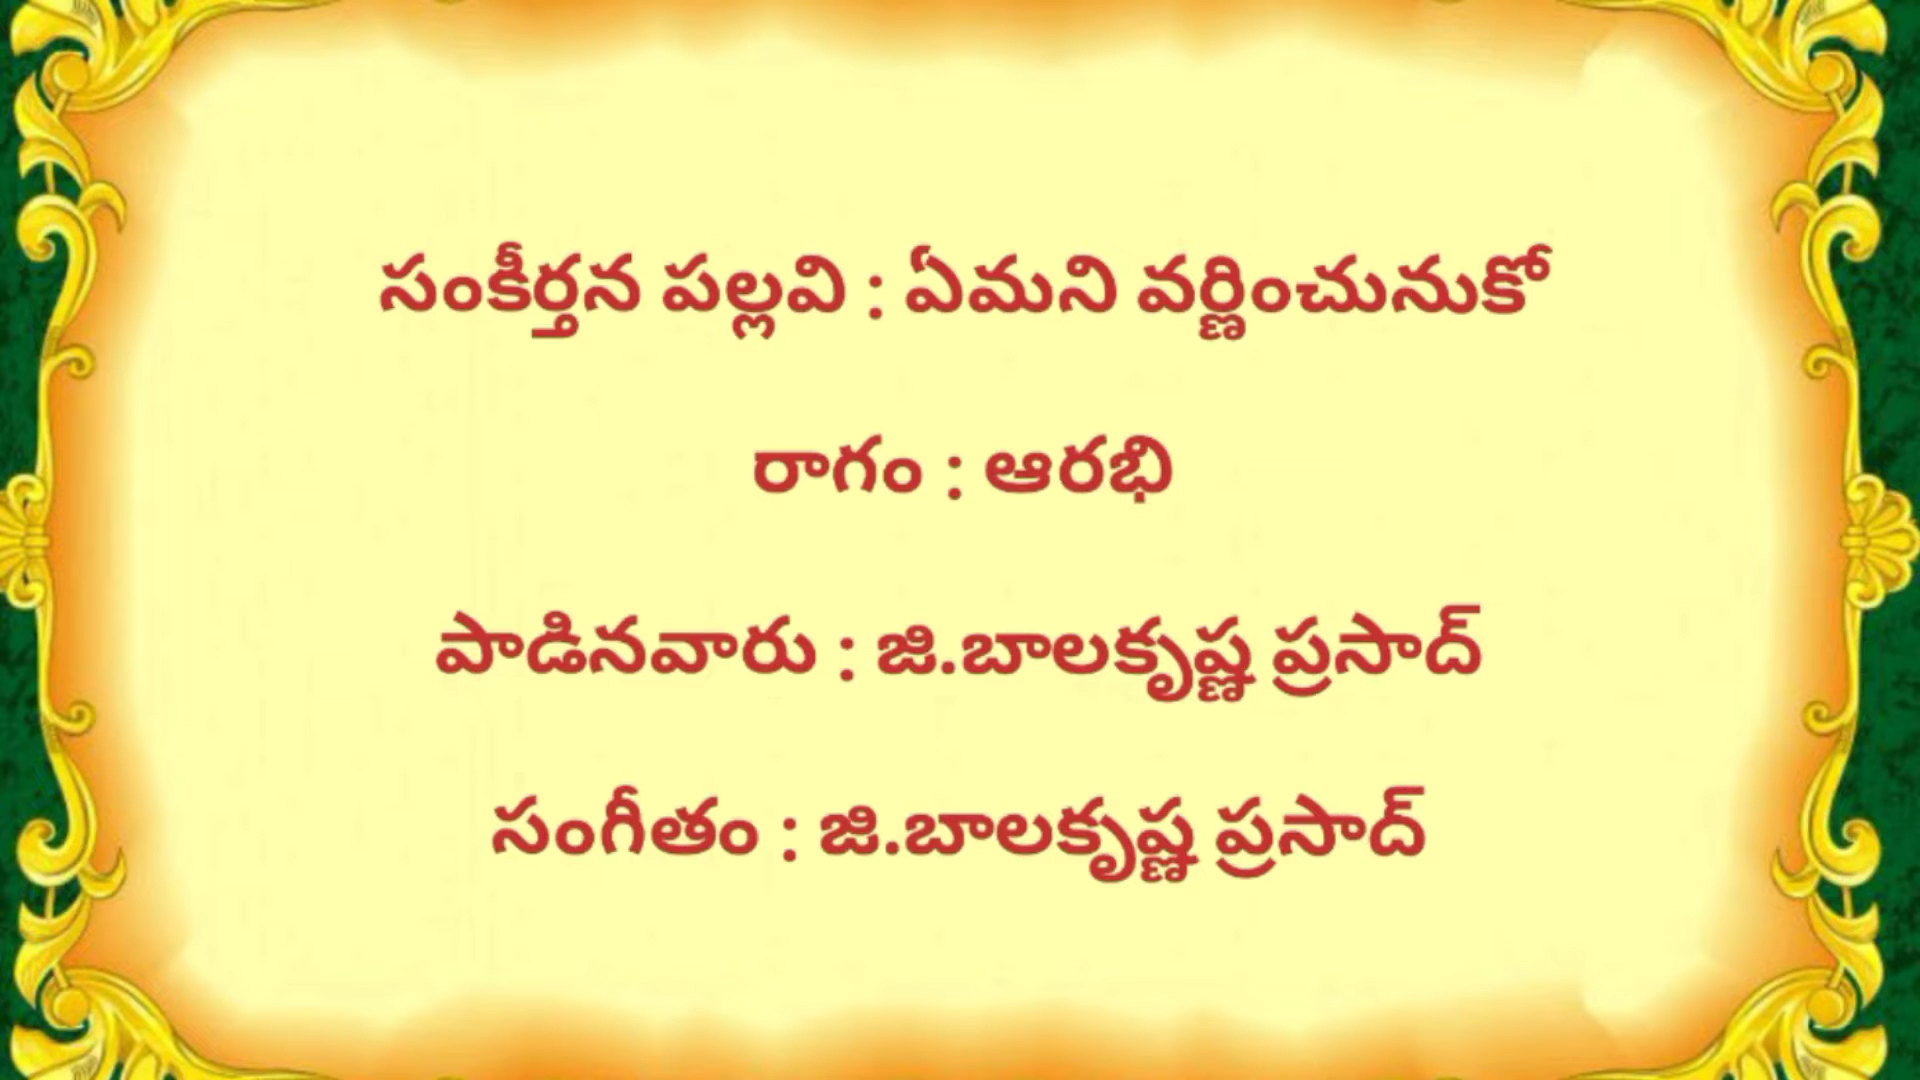 సంకీర్తన పల్లవి : ఏమని వర్ణించునుకో
రాగం : ఆరభి
పాడినవారు : జి.బాలకృష్ణ ప్రసాద్
సంగీతం : జి.బాలకృష్ణ ప్రసాద్